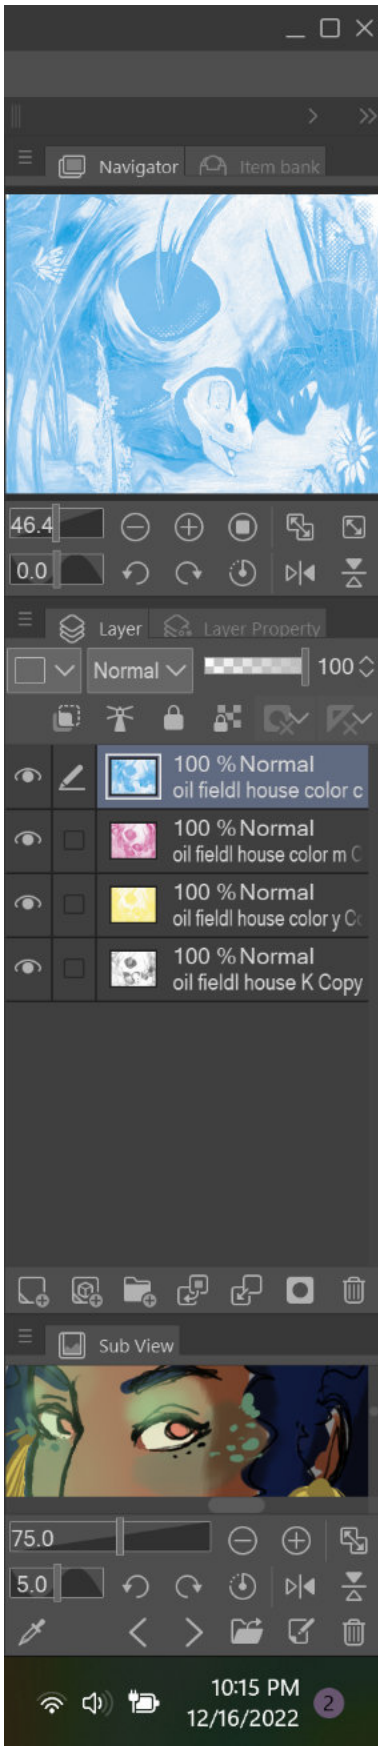 Navigator
Item bank
46.4
0.0
Layer
Layer Property
Normal
100
100 % Normal
oil fieldl house color c
100 % Normal
oil fieldl house color m C
100 % Normal
oil fieldl house color y Co
100 % Normal
oil fieldl house K Copy
Sub View
75.0
5.0
10:15 PM
12/16/2022
2